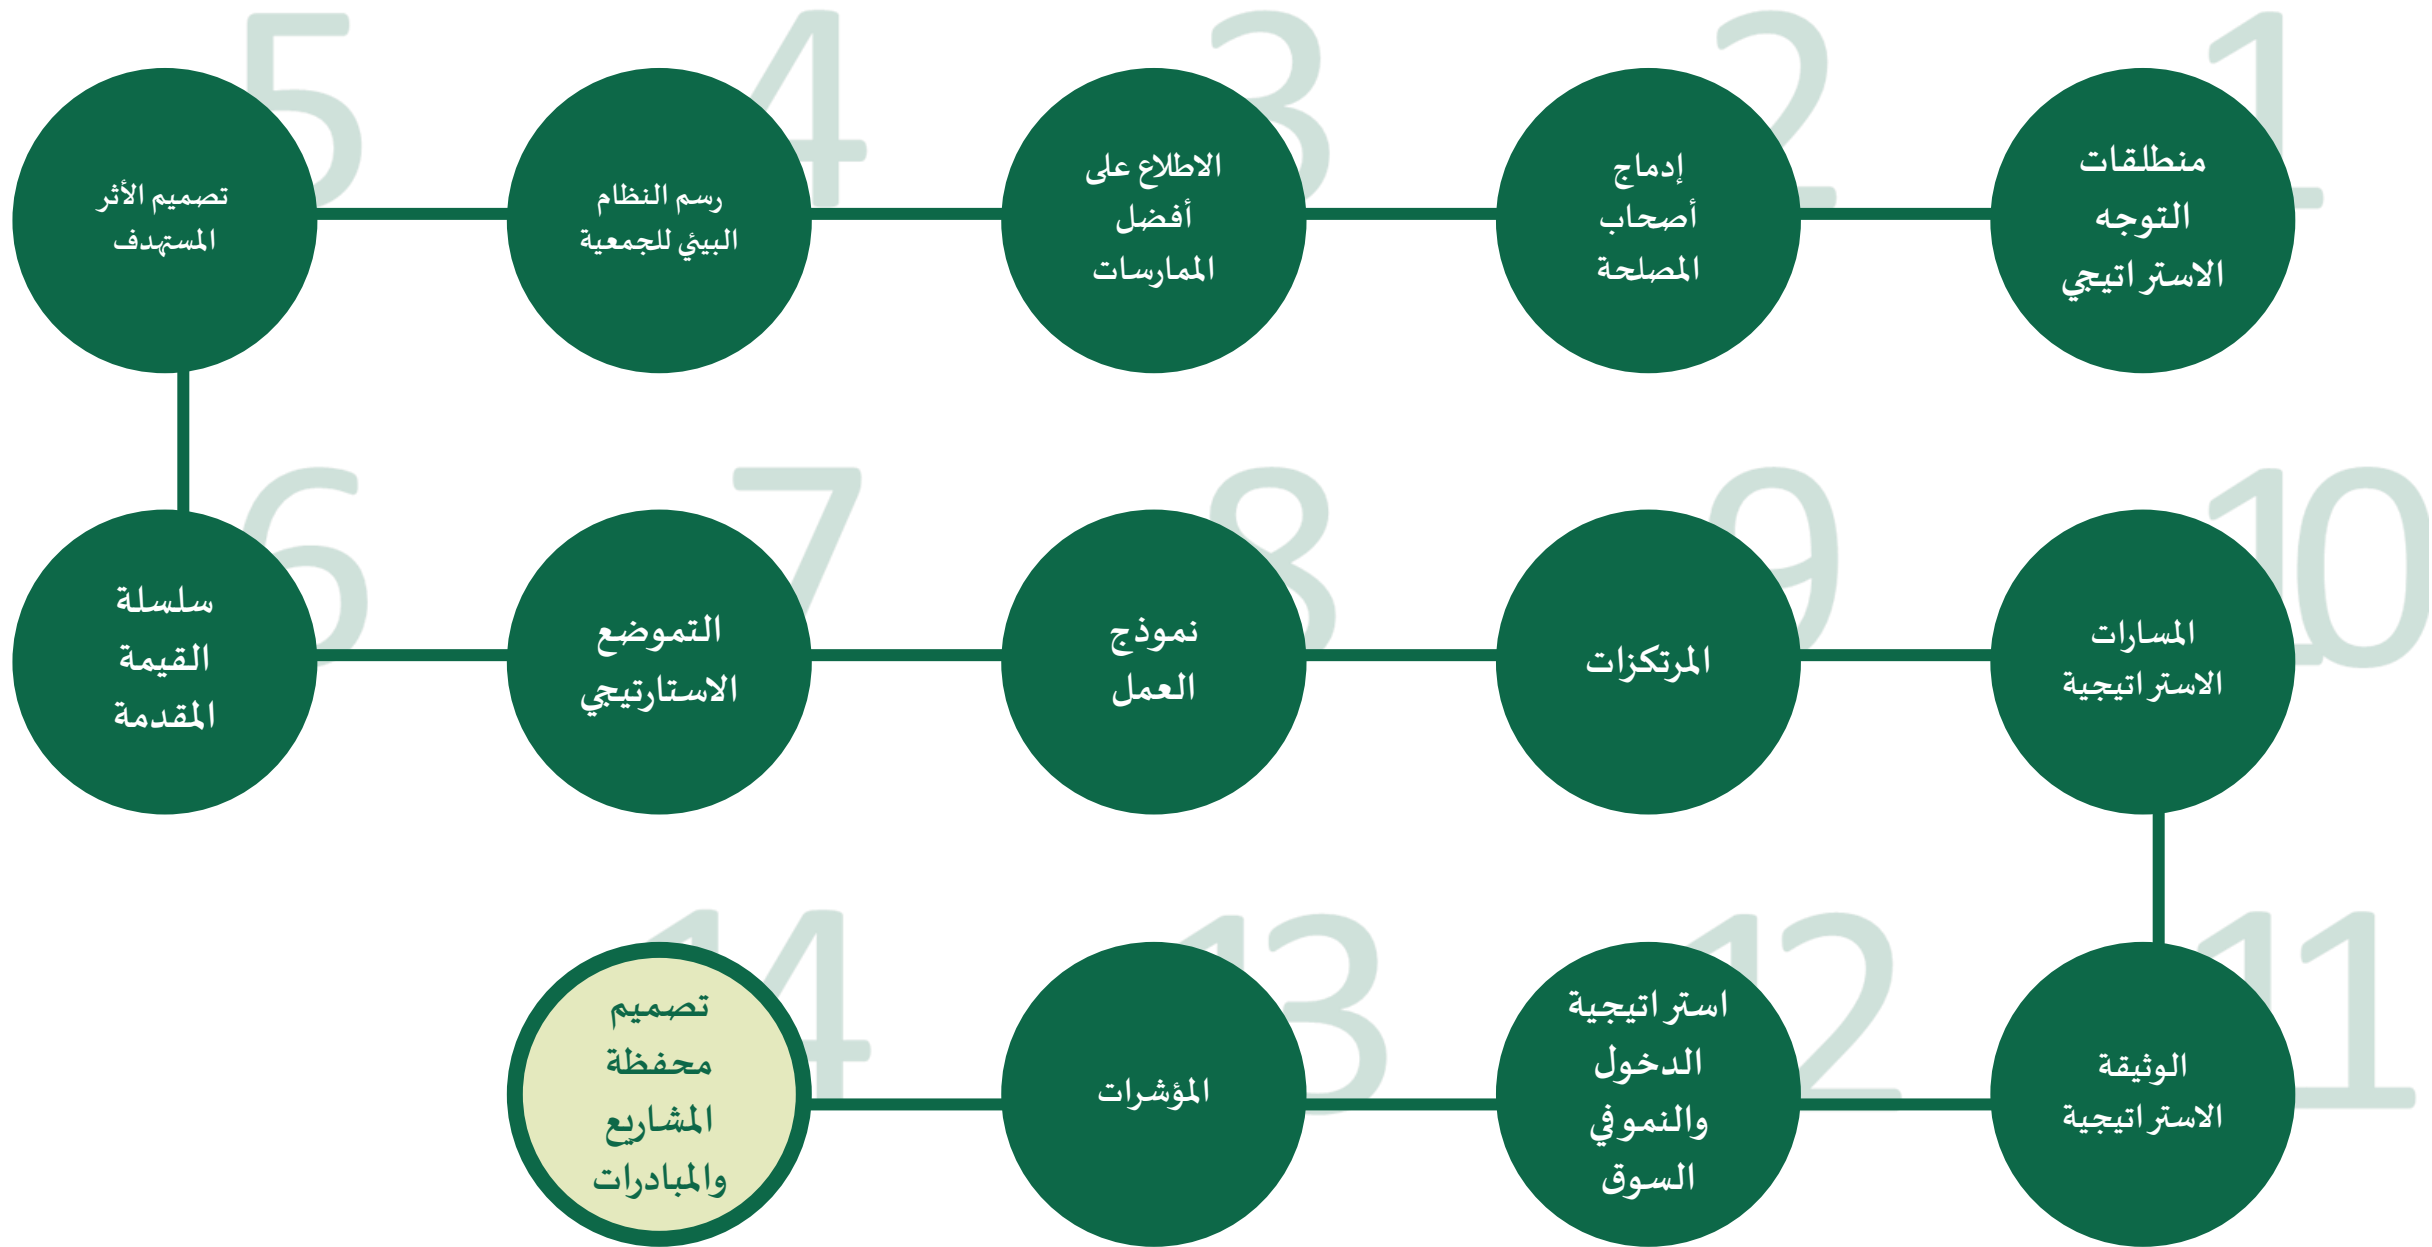 1
منطلقات
التوجه
الاستراتيجي
2
إدماج
أصحاب
المصلحة
3
الاطلاع على
أفضل
الممارسات
4
رسم النظام
البيئي للجمعية
5
تصميم الأثر
المستهدف
6
سلسلة
القيمة
المقدمة
7
التموضع
الاستارتيجي
8
نموذج
العمل
9
المرتكزات
10
المسارات
الاستراتيجية
11
الوثيقة
الاستراتيجية
12
استراتيجية
الدخول
والنمو في
السوق
13
المؤشرات
14
تصميم
محفظة
المشاريع
والمبادرات